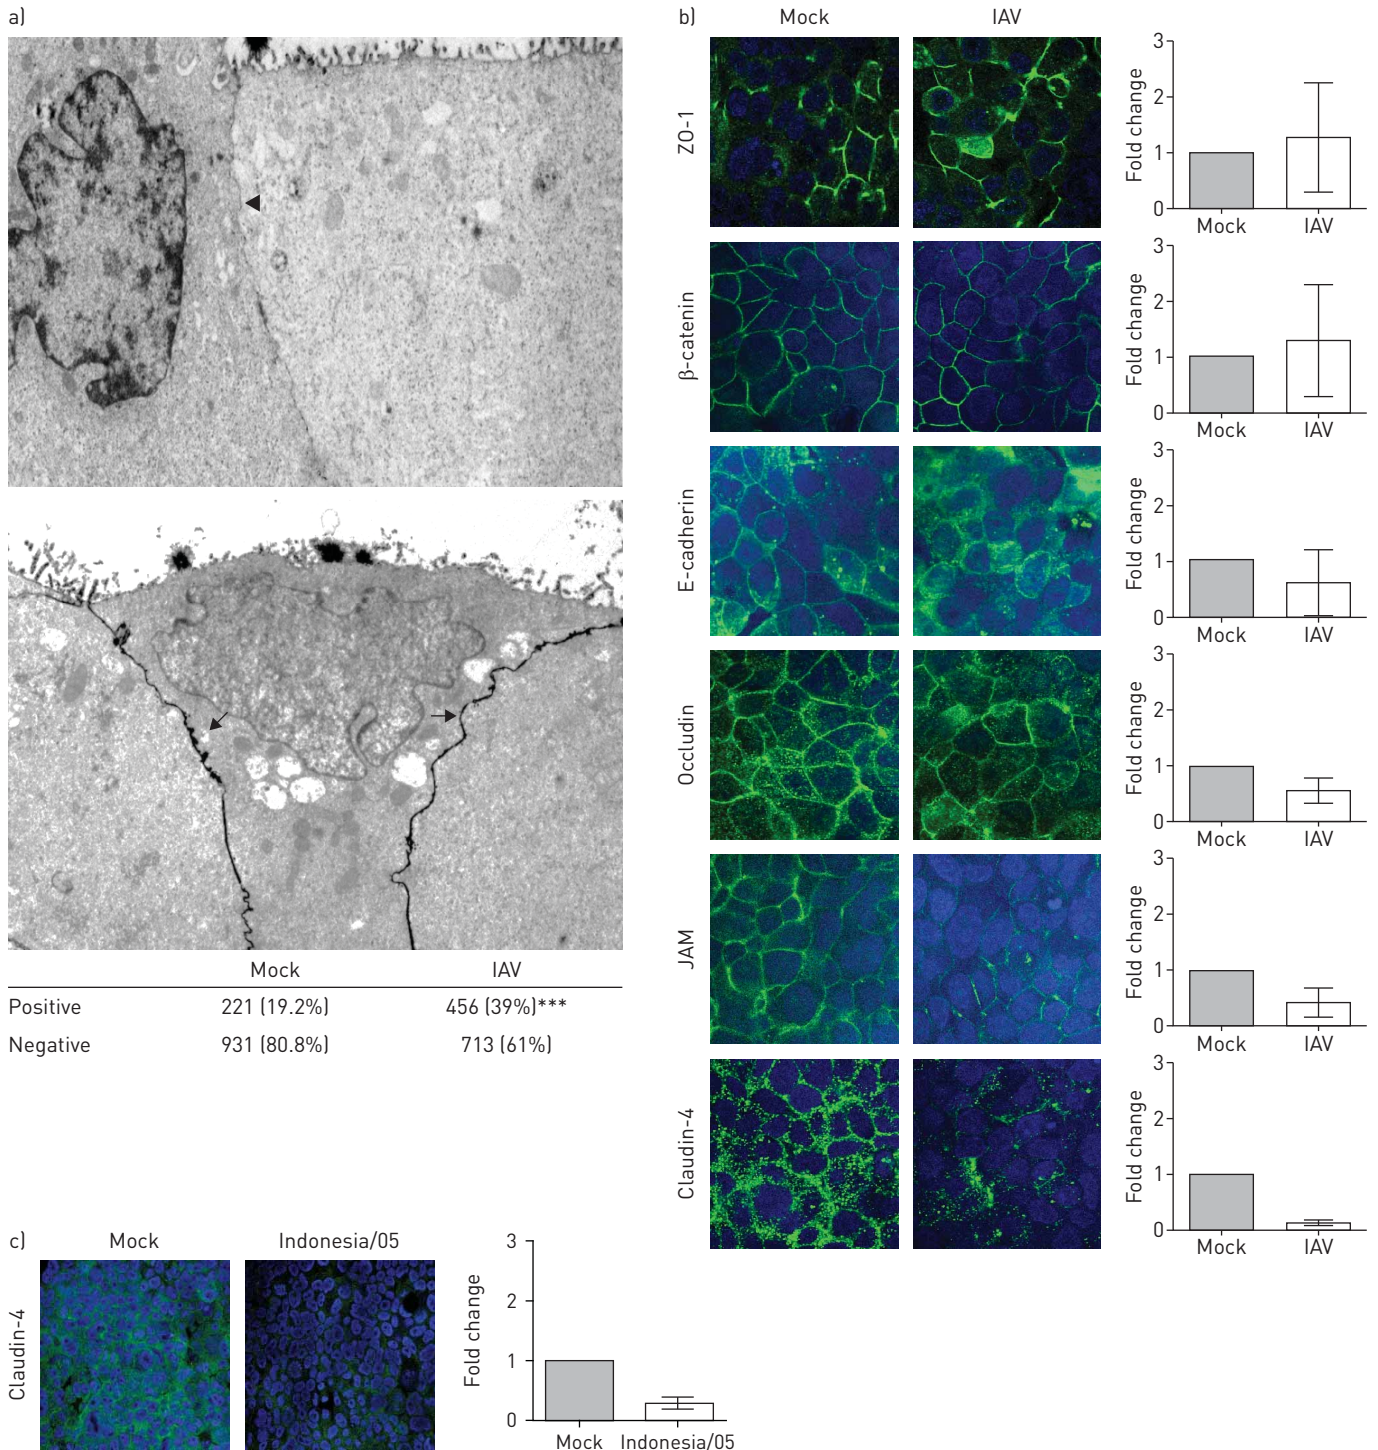 a)
Mock IAV
Positive 221 (19.2%) 456 (39%)***
Negative 931 (80.8%) 713 (61%)
b)
Mock IAV
ZO-1
Fold change
3
2
1
0
Mock IAV
β-catenin
Fold change
3
2
1
0
Mock IAV
E-cadherin
Fold change
3
2
1
0
Mock IAV
Occludin
Fold change
3
2
1
0
Mock IAV
JAM
Fold change
3
2
1
0
Mock IAV
Claudin-4
Fold change
3
2
1
0
Mock IAV
c)
Mock Indonesia/05
Claudin-4
Fold change
3
2
1
0
Mock Indonesia/05